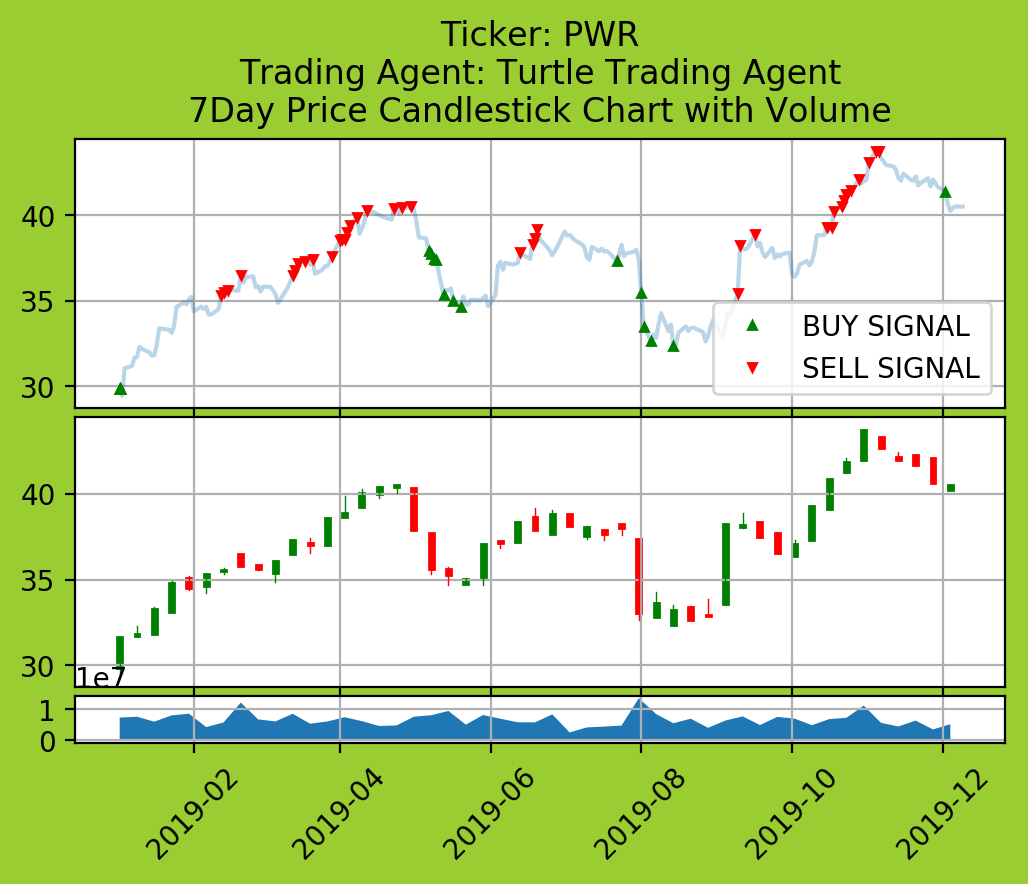 Ticker: PWR
Trading Agent: Turtle Trading Agent
7Day Price Candlestick Chart with Volume
40
35
30
BUY SIGNAL
SELL SIGNAL
40
35
30
1e7
1
0
2019-02
2019-04
2019-06
2019-08
2019-10
2019-12